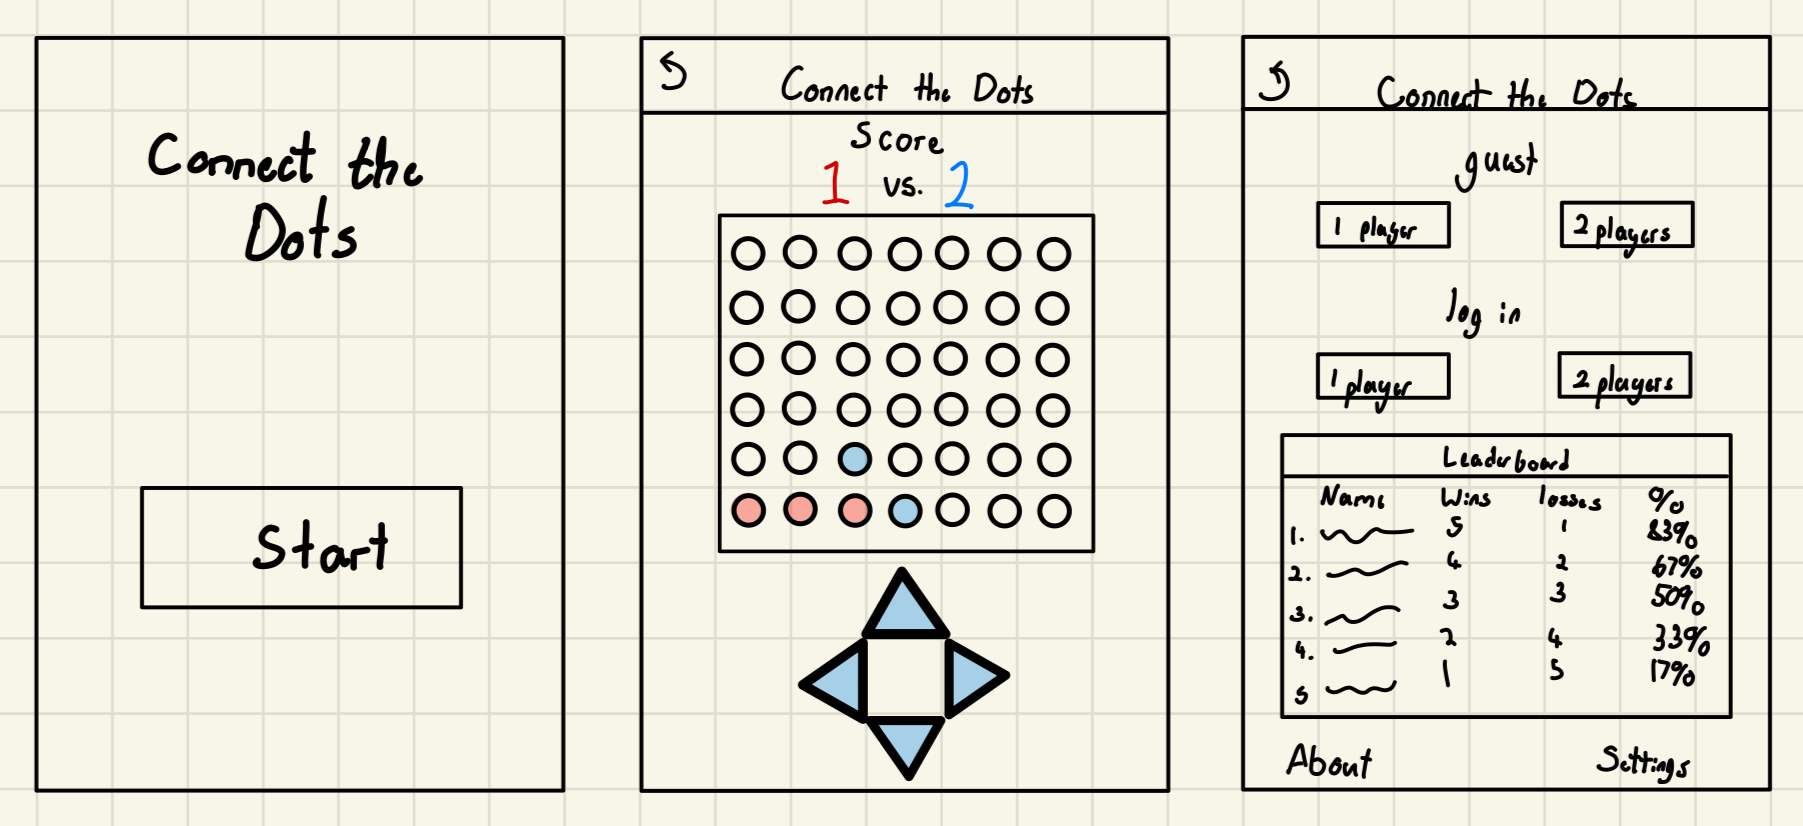 Connect the
Dots
Start
Connect the Dots
Score
1 vs. 2
Connect the Dots
guest
1 player
2 players
log in
1 player
2 players
Leaderboard
Name Wins losses %
1. 5 1 83%
2. 4 2 67%
3. 3 3 50%
4. 2 4 33%
5 1 5 17%
About
Settings